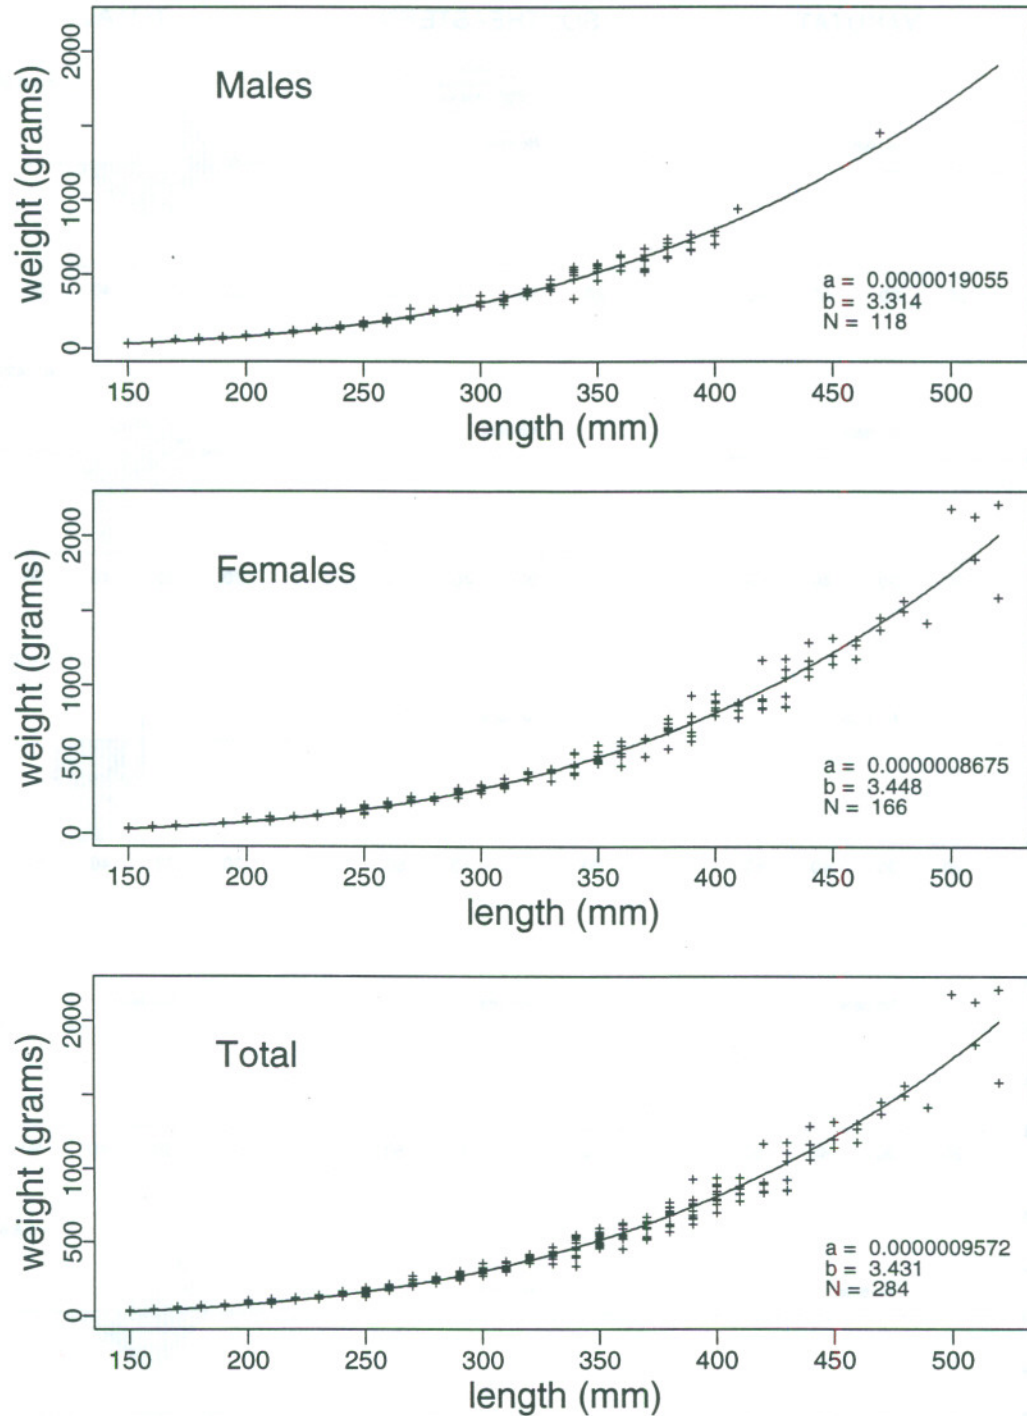 weight (grams)
2000
1000
500
0
Males
a = 0.0000019055
b = 3.314
N = 118
150 200 250 300 350 400 450 500
length (mm)
weight (grams)
2000
1000
500
0
Females
a = 0.0000008675
b = 3.448
N = 166
150 200 250 300 350 400 450 500
length (mm)
weight (grams)
2000
1000
500
0
Total
a = 0.0000009572
b = 3.431
N = 284
150 200 250 300 350 400 450 500
length (mm)